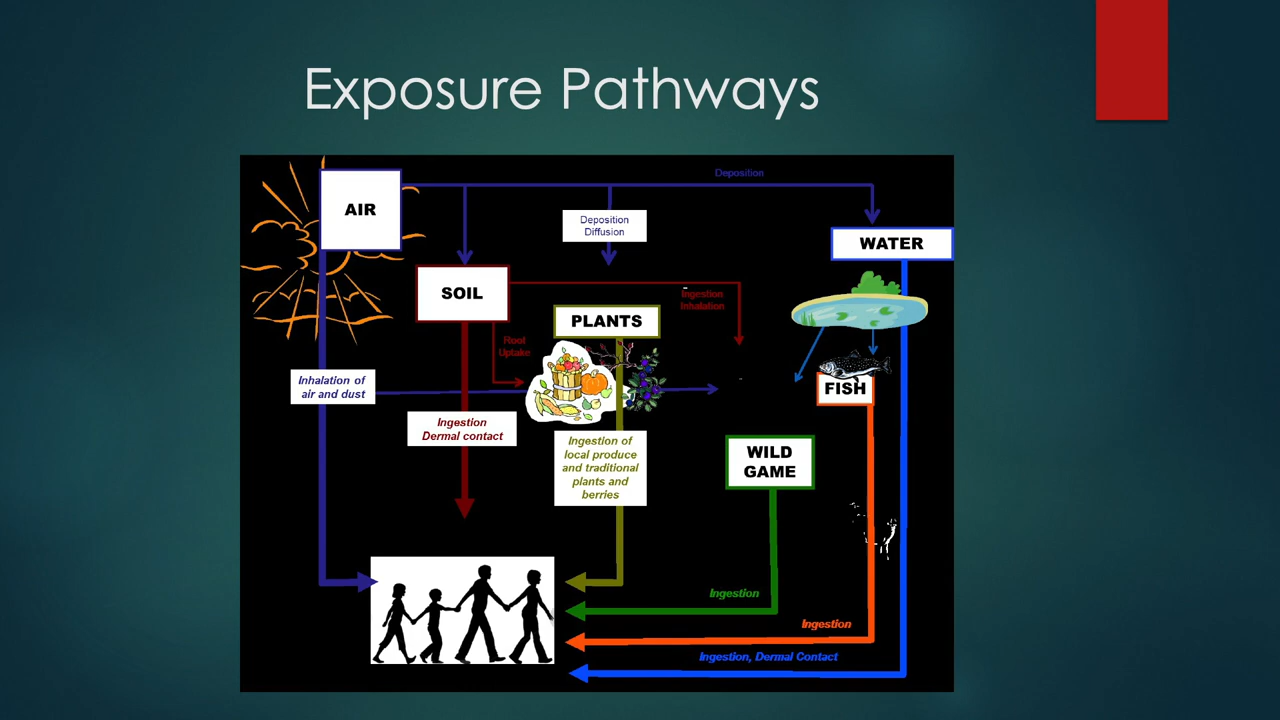 Exposure Pathways
AIR
Deposition
Deposition
Diffusion
WATER
SOIL
Ingestion
Inhalation
PLANTS
Root
Uptake
Inhalation of
air and dust
FISH
Ingestion
Dermal contact
Ingestion of
local produce
and traditional
plants and
berries
WILD
GAME
Ingestion
Ingestion
Ingestion, Dermal Contact